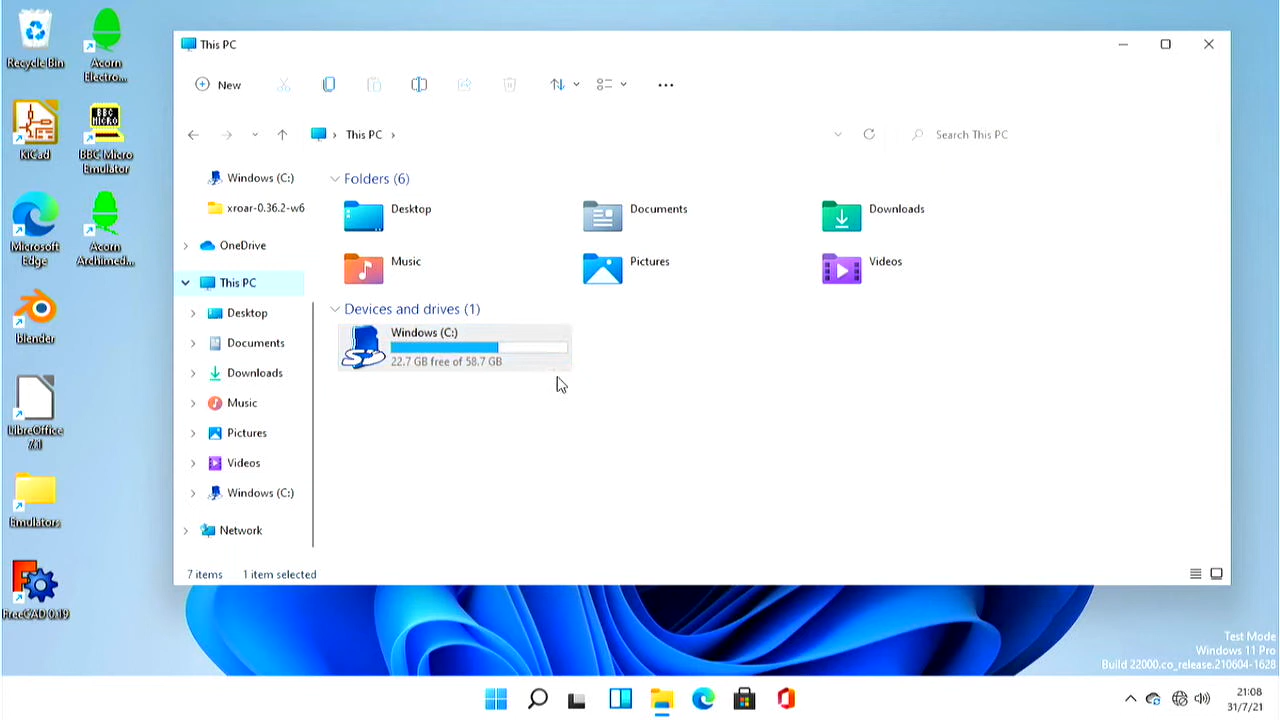 Recycle Bin
Acorn
Electro...
KiCad
BBC
MICRO
BBC Micro
Emulator
Microsoft
Edge
Acorn
Archimed...
Blender
LibreOffice
7.1
Emulators
FreeCAD 0.19
This PC
New
This PC
Search This PC
Windows (C:)
xroar-0.36.2-w6
OneDrive
This PC
Desktop
Documents
Downloads
Music
Pictures
Videos
Windows (C:)
Network
Folders (6)
Desktop
Documents
Downloads
Music
Pictures
Videos
Devices and drives (1)
SD
Windows (C:)
22.7 GB free of 58.7 GB
7 items
1 item selected
Test Mode
Windows 11 Pro
Build 22000.co_release.210604-1628
21:08
31/7/21